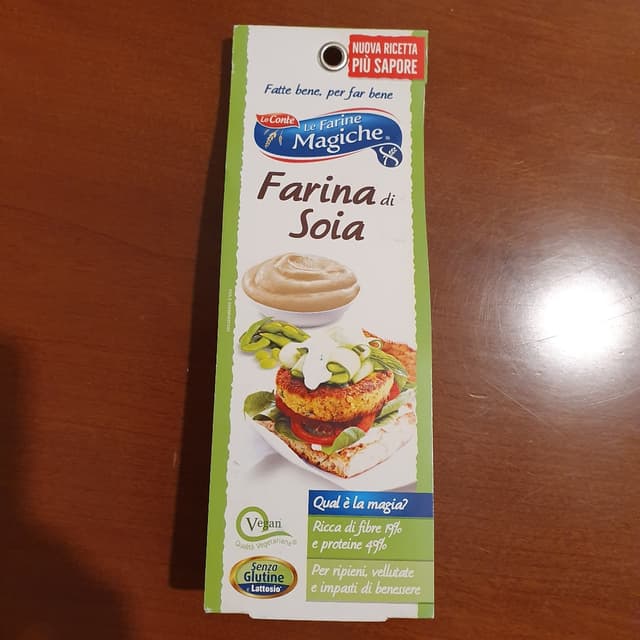 NUOVA RICETTA
PIÙ SAPORE
Fatte bene, per far bene
Lo Conte
Le Farine
Magiche
Farina di
Soia
Qual è la magia?
Ricca di fibre 19%
e proteine 49%
Per ripieni, vellutate
e impasti di benessere
Vegan
Qualità Vegetariana
Senza
Glutine
e Lattosio